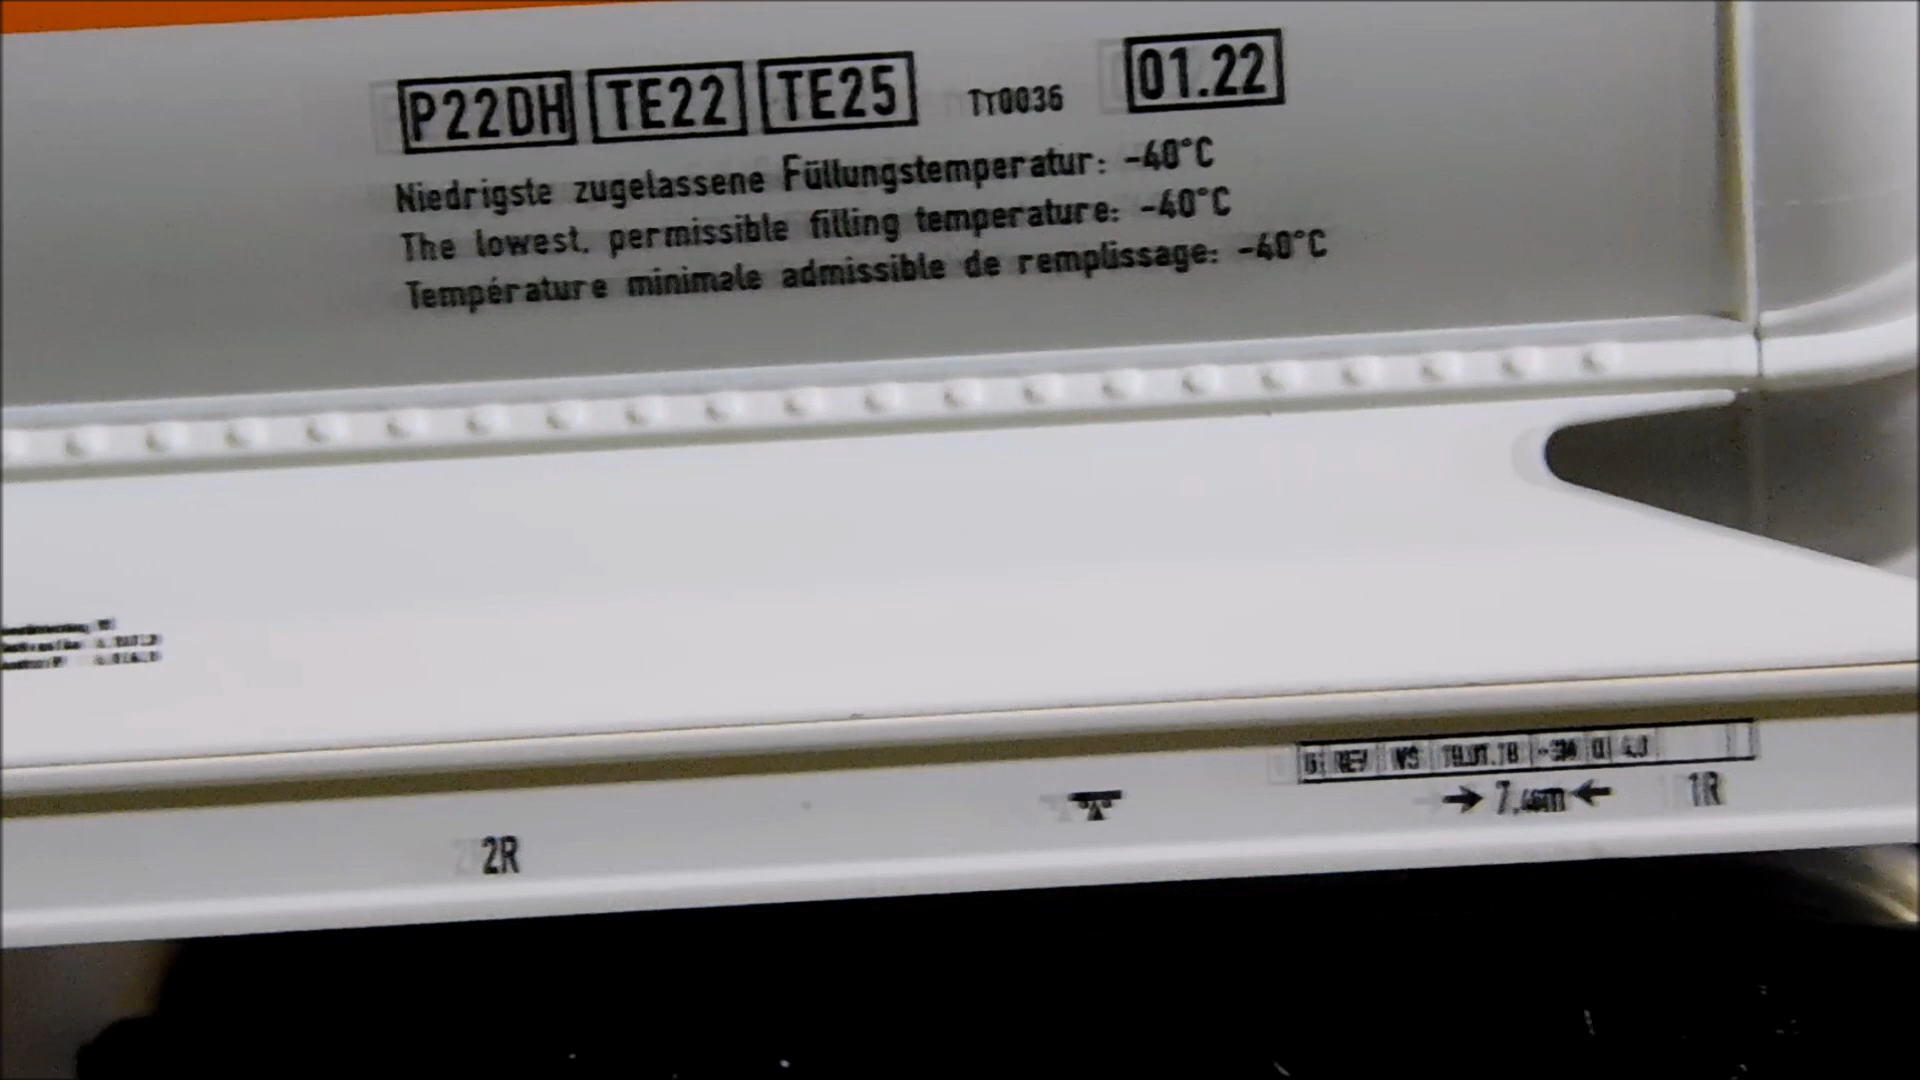 P22DH TE22 TE25 TT0036 01.22
Niedrigste zugelassene Füllungstemperatur: -40°C
The lowest. permissible filling temperature: -40°C
Température minimale admissible de remplissage: -40°C
REV
2R
1R